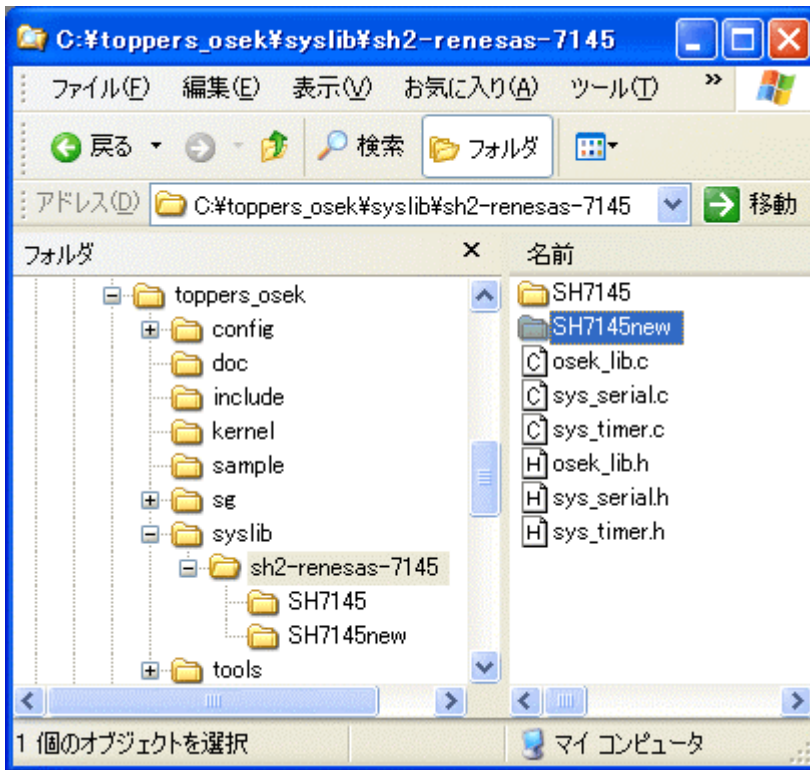 C:¥toppers_osek¥syslib¥sh2-renesas-7145
ファイル(F) 編集(E) 表示(V) お気に入り(A) ツール(T) »
戻る 検索 フォルダ
アドレス(D) C:¥toppers_osek¥syslib¥sh2-renesas-7145 移動
フォルダ ×
toppers_osek
config
doc
include
kernel
sample
sg
syslib
sh2-renesas-7145
SH7145
SH7145new
tools
名前
SH7145
SH7145new
osek_lib.c
sys_serial.c
sys_timer.c
osek_lib.h
sys_serial.h
sys_timer.h
1 個のオブジェクトを選択 マイ コンピュータ